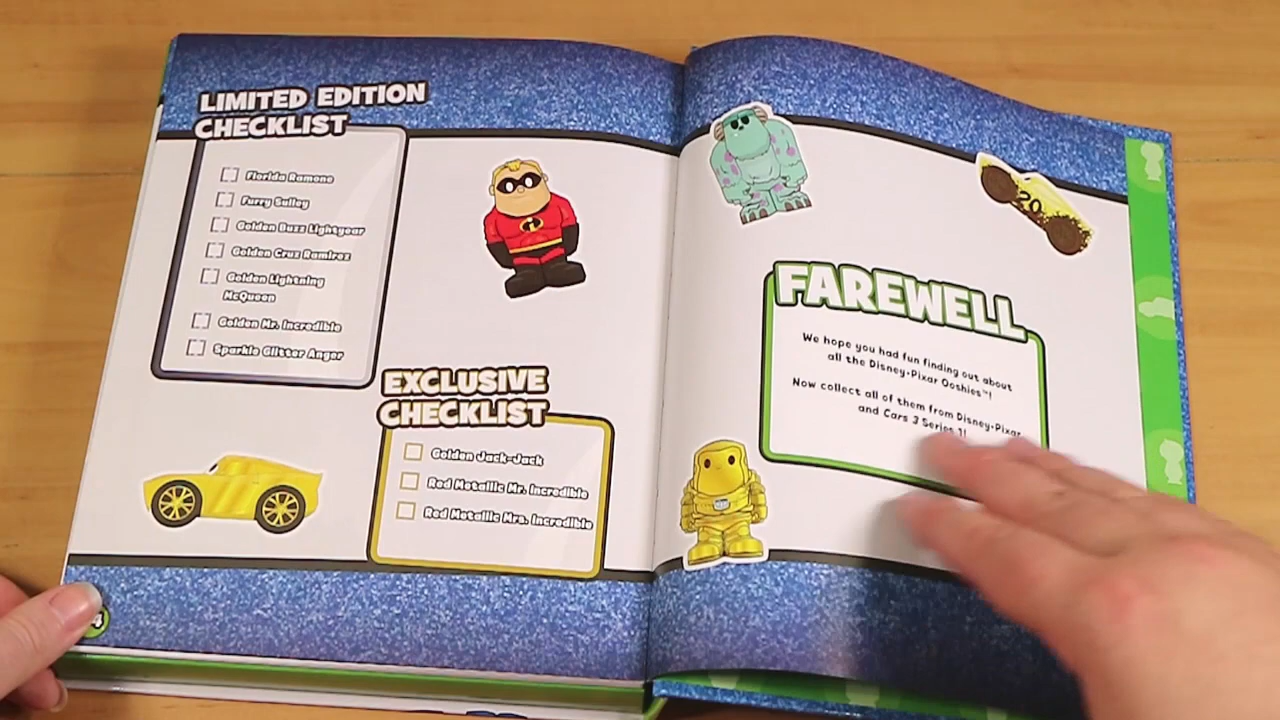 LIMITED EDITION
CHECKLIST
Florida Ramone
Furry Sulley
Golden Buzz Lightyear
Golden Cruz Ramirez
Golden Lightning
McQueen
Golden Mr. Incredible
Sparkle Glitter Anger
EXCLUSIVE
CHECKLIST
Golden Jack-Jack
Red Metallic Mr. Incredible
Red Metallic Mrs. Incredible
20
FAREWELL
We hope you had fun finding out about
all the Disney•Pixar Ooshies™!
Now collect all of them from Disney•Pixar
and Cars 3 Series 1!